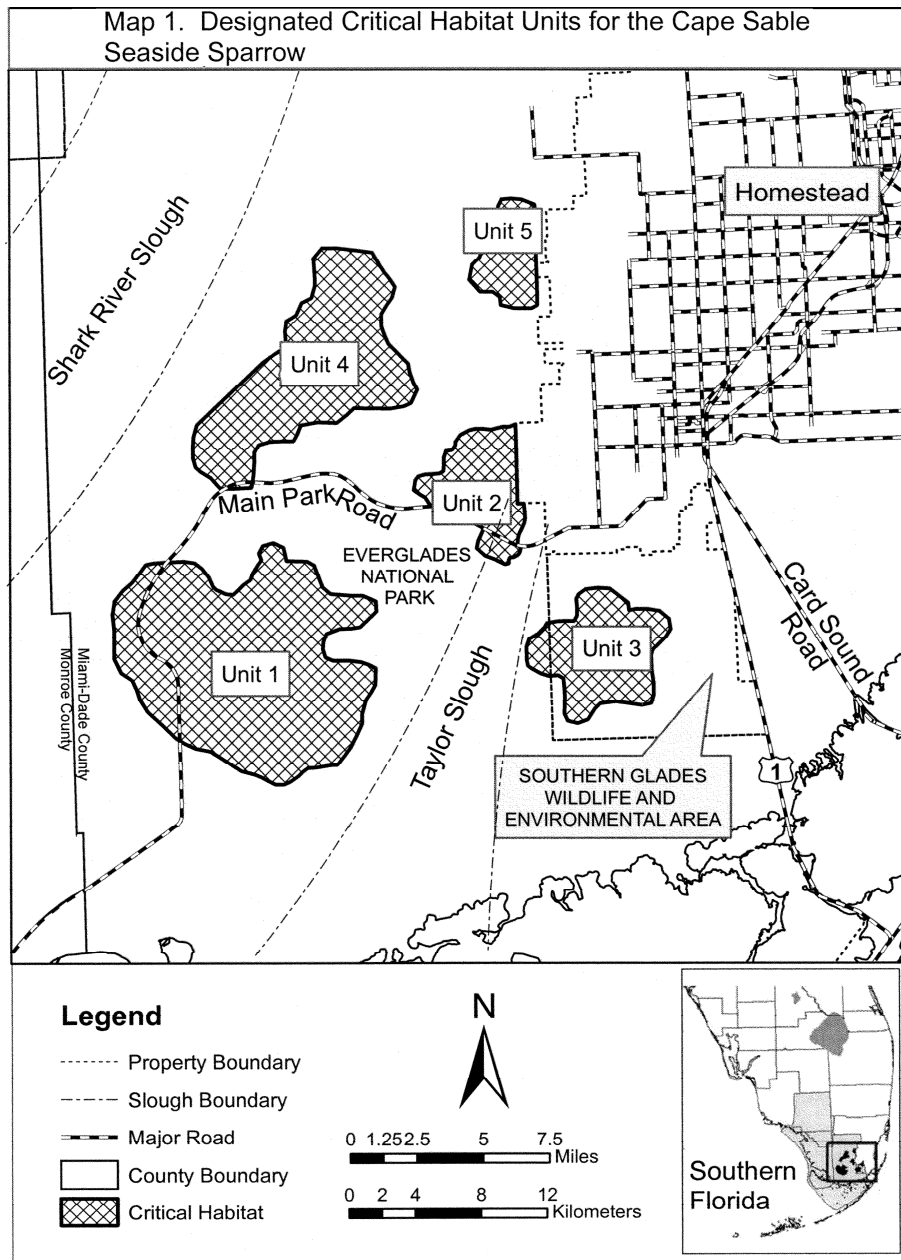 Map 1. Designated Critical Habitat Units for the Cape Sable
Seaside Sparrow
Homestead
Unit 5
Shark River Slough
Unit 4
Main Park Road
Unit 2
EVERGLADES
NATIONAL
PARK
Card Sound
Road
Unit 3
Unit 1
Miami-Dade County
Monroe County
Taylor Slough
1
SOUTHERN GLADES
WILDLIFE AND
ENVIRONMENTAL AREA
Legend
Property Boundary
Slough Boundary
Major Road
County Boundary
Critical Habitat
N
0 1.25 2.5 5 7.5
Miles
0 2 4 8 12
Kilometers
Southern
Florida